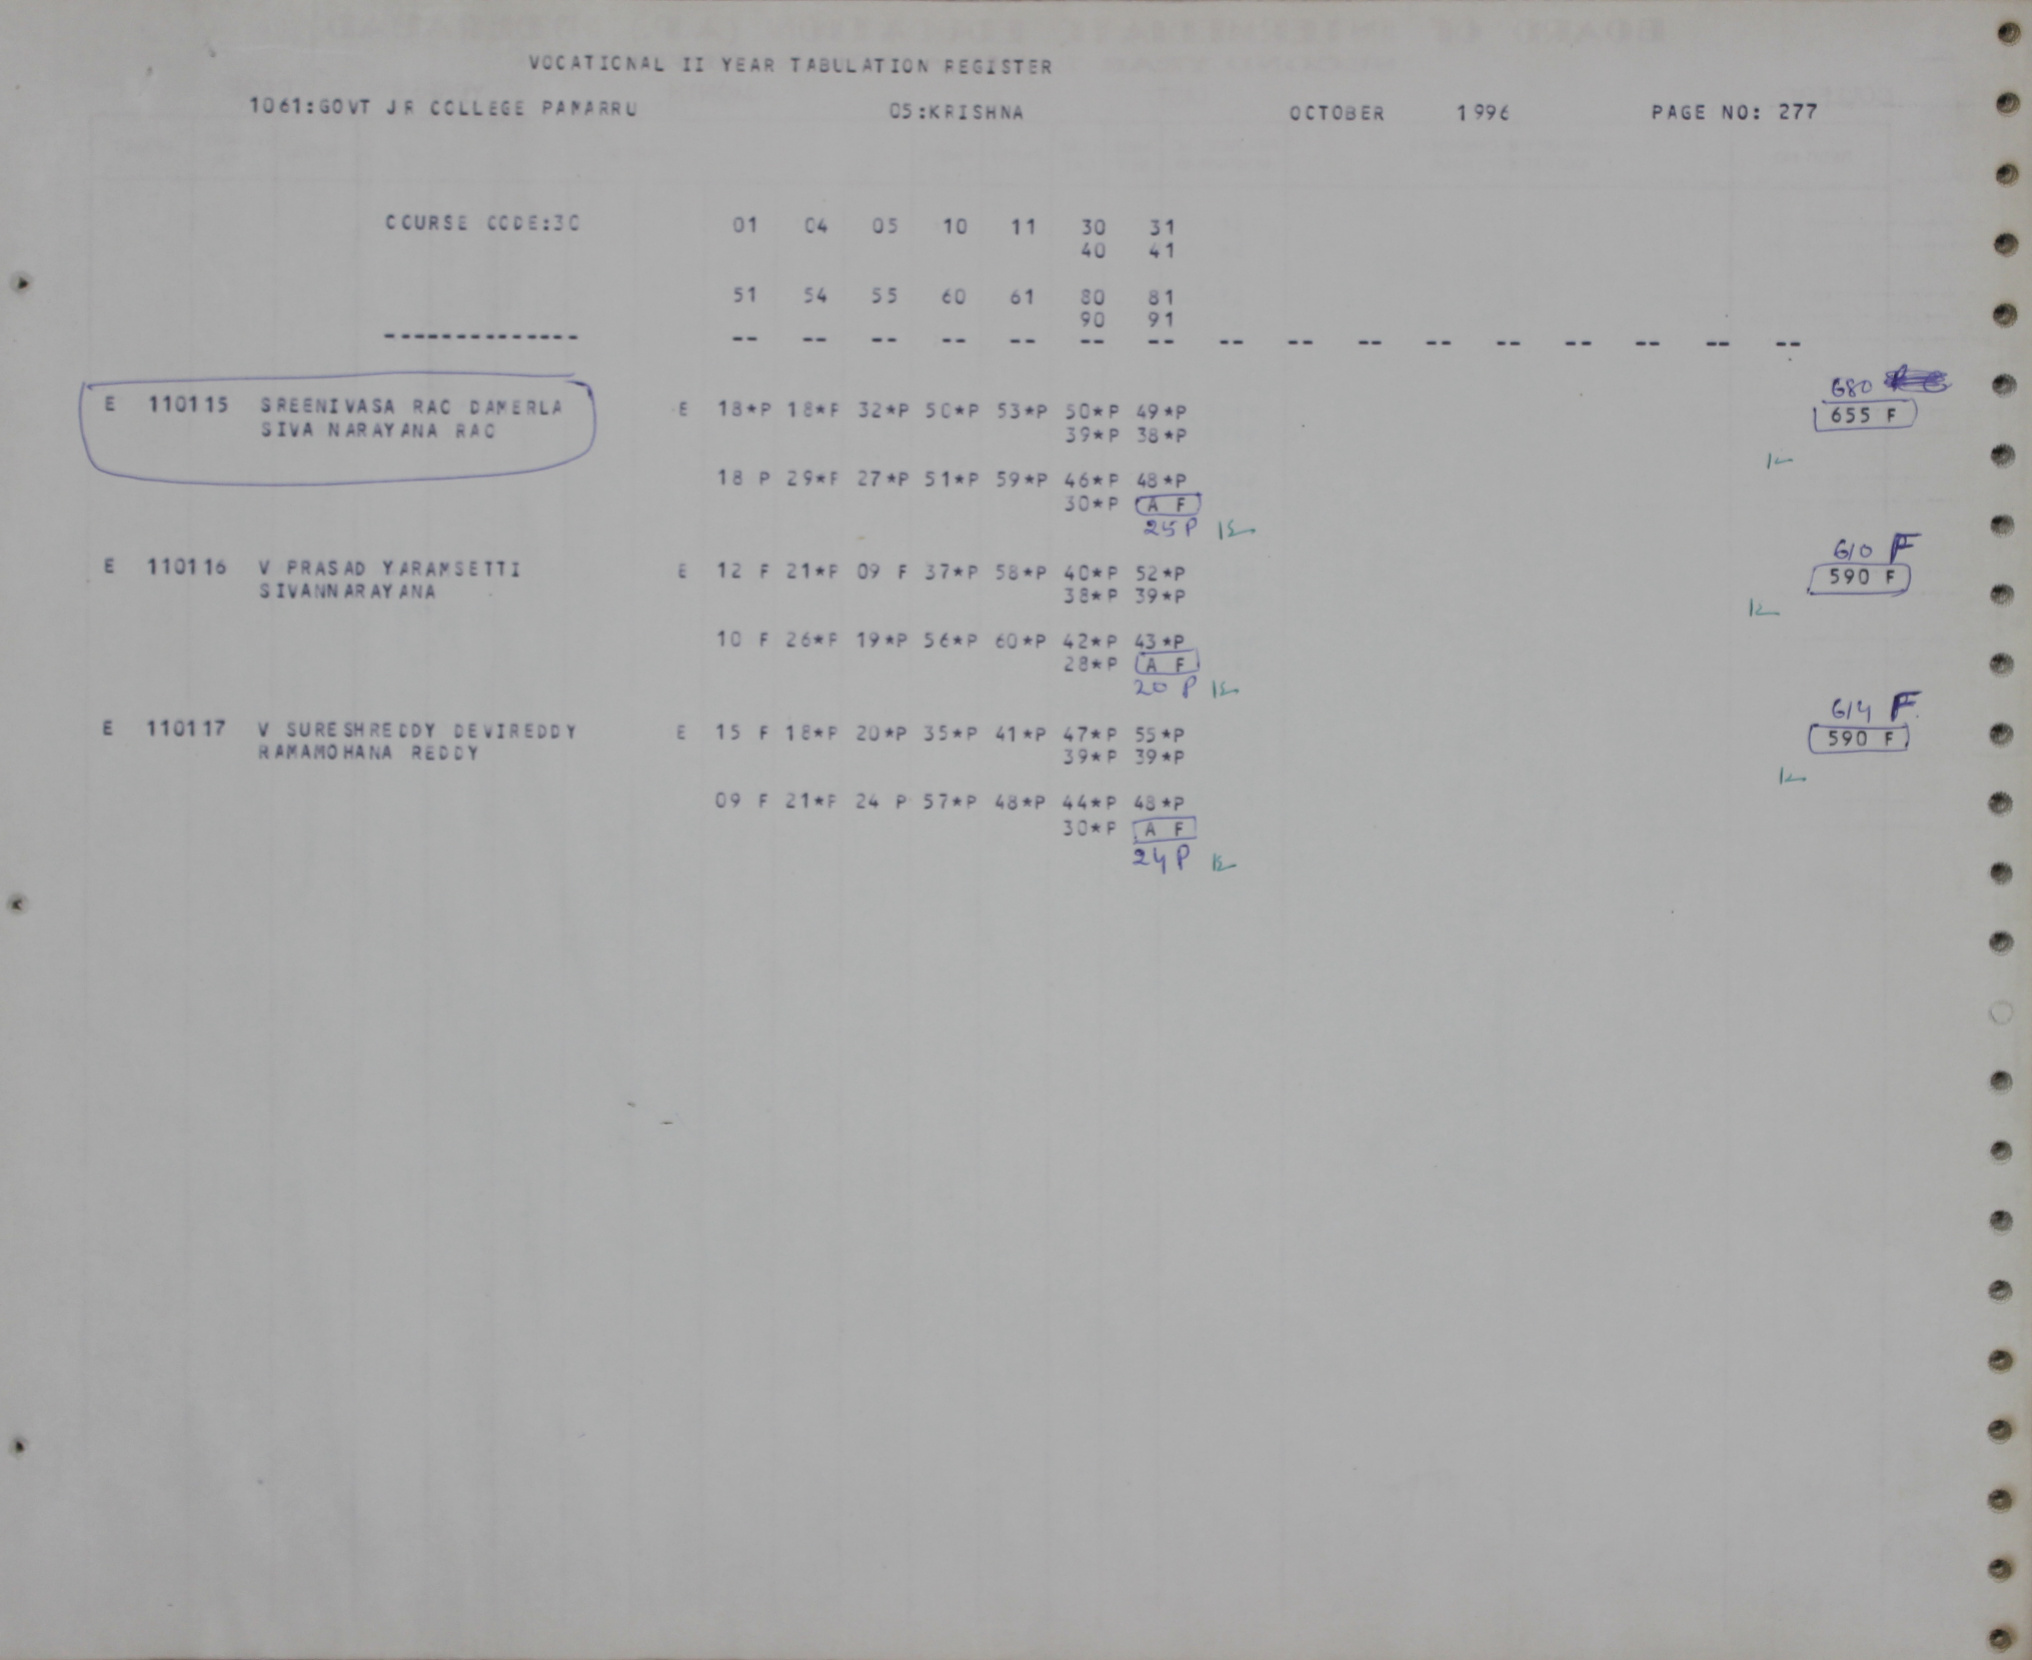 VOCATIONAL II YEAR TABULATION REGISTER
1061:GOVT JR COLLEGE PAMARRU 05:KRISHNA OCTOBER 1996 PAGE NO: 277
COURSE CODE:30 01 04 05 10 11 30 31
40 41
51 54 55 60 61 80 81
90 91
-------------- -- -- -- -- -- -- -- -- -- -- -- -- -- -- -- --
680
E 110115 SREENIVASA RAO DAMERLA E 18*P 18*P 32*P 50*P 53*P 50*P 49*P 655 F
SIVA NARAYANA RAO 39*P 38*P
18 P 29*P 27*P 51*P 59*P 46*P 48*P
30*P A F
25 P
610 F
E 110116 V PRASAD YARAMSETTI E 12 F 21*P 09 F 37*P 58*P 40*P 52*P 590 F
SIVANNARAYANA 38*P 39*P
10 F 26*P 19*P 56*P 60*P 42*P 43*P
28*P A F
20 P
614 F
E 110117 V SURESHREDDY DEVIREDDY E 15 F 18*P 20*P 35*P 41*P 47*P 55*P 590 F
RAMAMOHANA REDDY 39*P 39*P
09 F 21*P 24 P 57*P 48*P 44*P 48*P
30*P A F
24 P